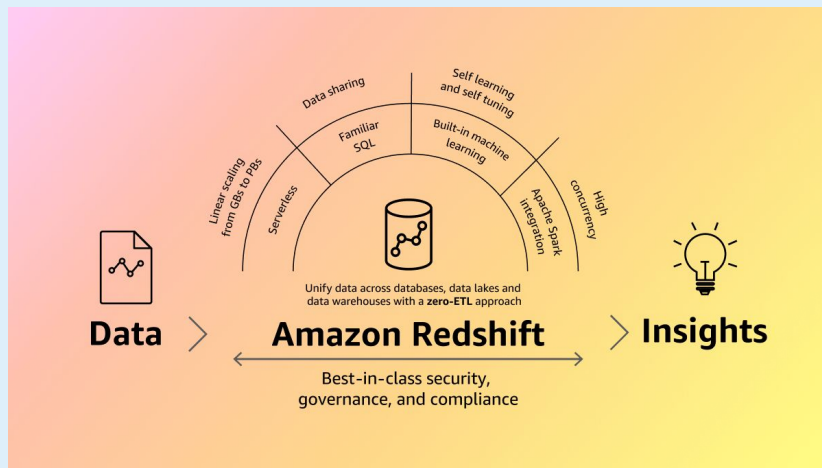 Linear scaling
from GBs to PBs
Data sharing
Self learning
and self tuning
High
concurrency
Serverless
Familiar
SQL
Built-in machine
learning
Apache Spark
integration
Unify data across databases, data lakes and
data warehouses with a zero-ETL approach
Data
Amazon Redshift
Insights
Best-in-class security,
governance, and compliance